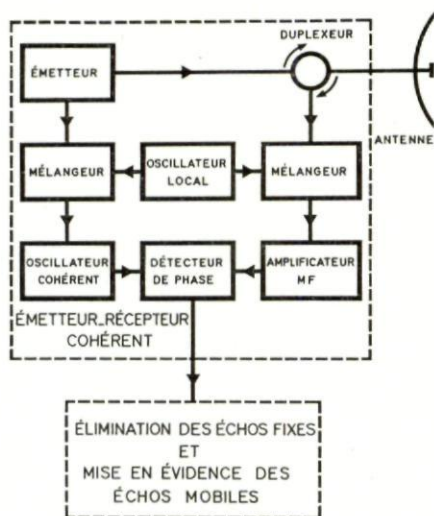 DUPLEXEUR
ÉMETTEUR
ANTENNE
MÉLANGEUR
OSCILLATEUR
LOCAL
MÉLANGEUR
OSCILLATEUR
COHÉRENT
DÉTECTEUR
DE PHASE
AMPLIFICATEUR
MF
ÉMETTEUR_RÉCEPTEUR
COHÉRENT
ÉLIMINATION DES ÉCHOS FIXES
ET
MISE EN ÉVIDENCE DES
ÉCHOS MOBILES